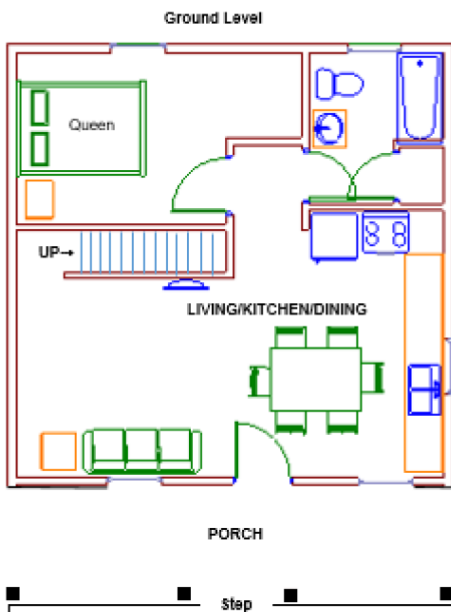 Ground Level
Queen
UP→
LIVING/KITCHEN/DINING
PORCH
Step